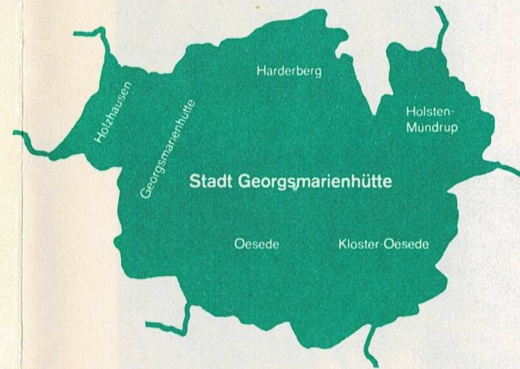 Harderberg
Holzhausen
Georgsmarienhütte
Holsten-
Mundrup
Stadt Georgsmarienhütte
Oesede
Kloster-Oesede